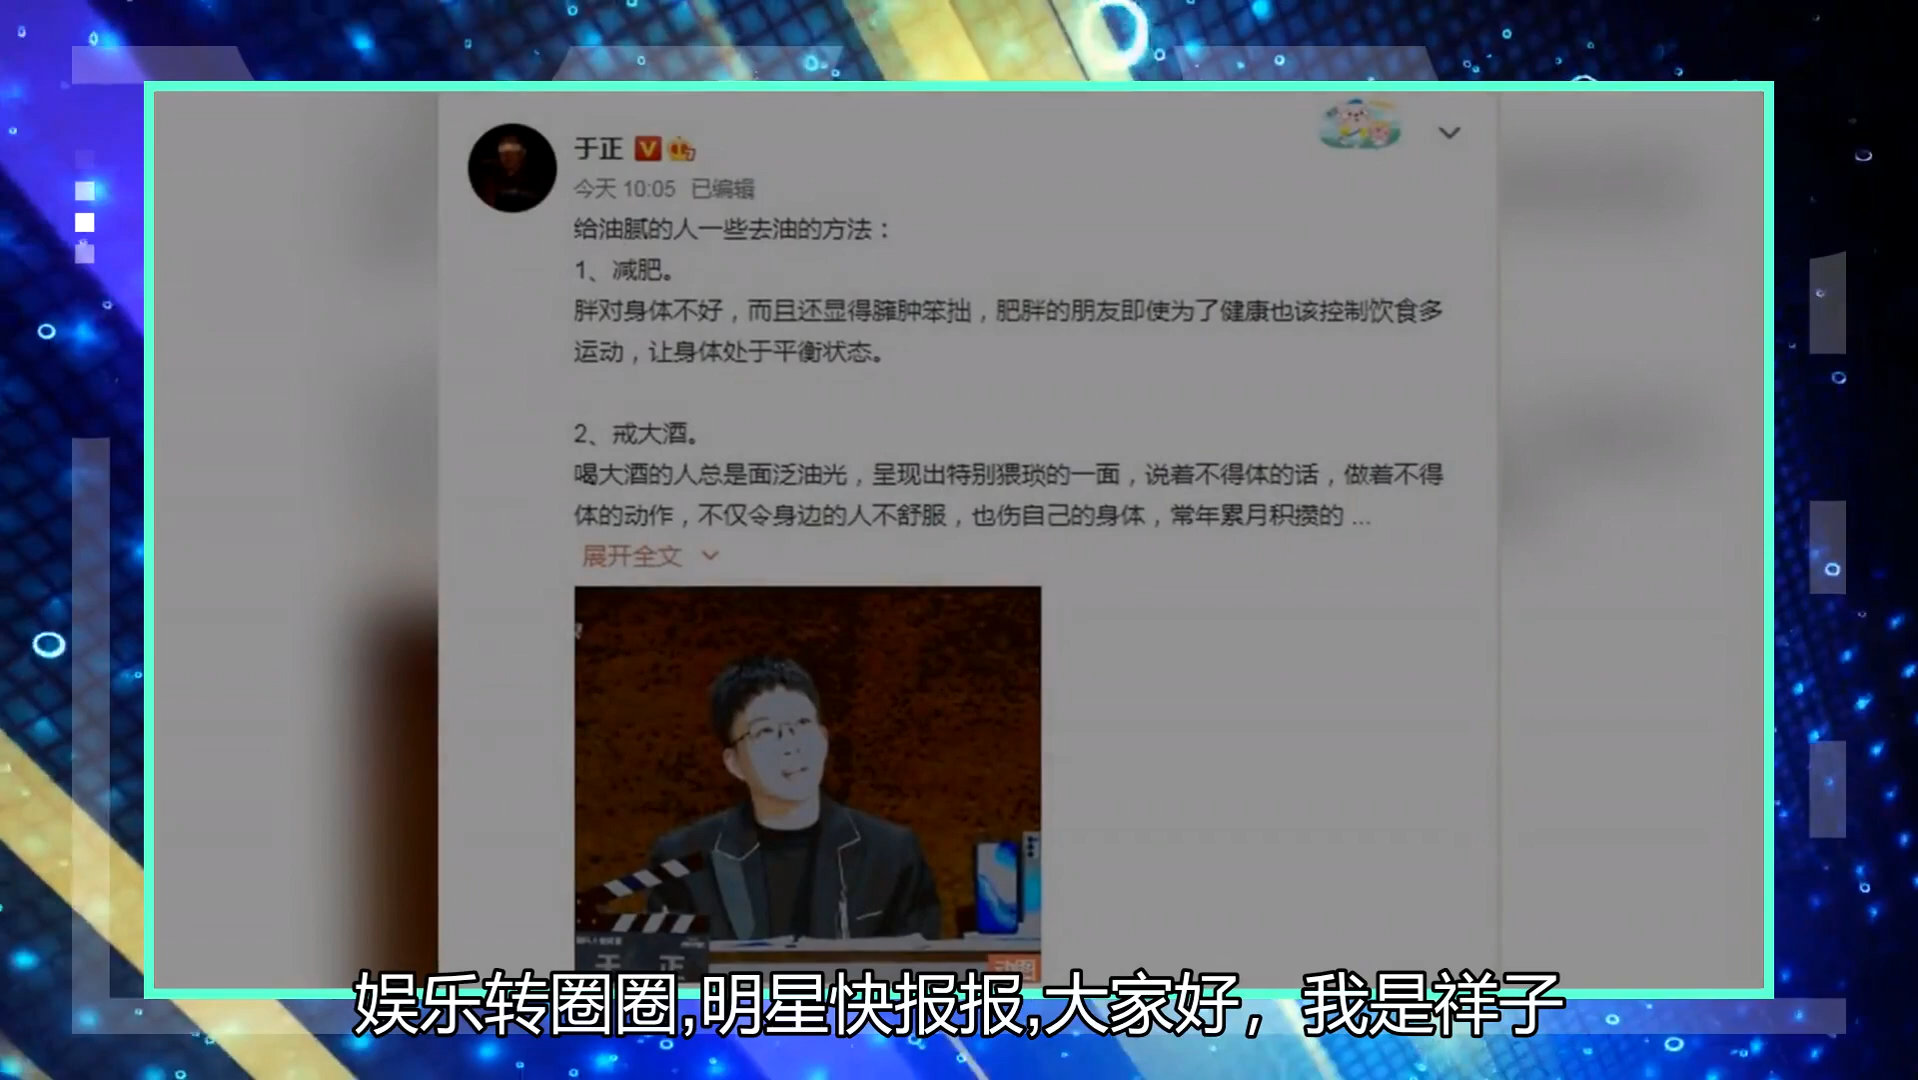 于正
今天 10:05 已编辑
给油腻的人一些去油的方法：
1、减肥。
胖对身体不好，而且还显得臃肿笨拙，肥胖的朋友即使为了健康也该控制饮食多
运动，让身体处于平衡状态。
2、戒大酒。
喝大酒的人总是面泛油光，呈现出特别猥琐的一面，说着不得体的话，做着不得
体的动作，不仅令身边的人不舒服，也伤自己的身体，常年累月积攒的 ...
展开全文
于 正
动图
娱乐转圈圈,明星快报报,大家好，我是祥子